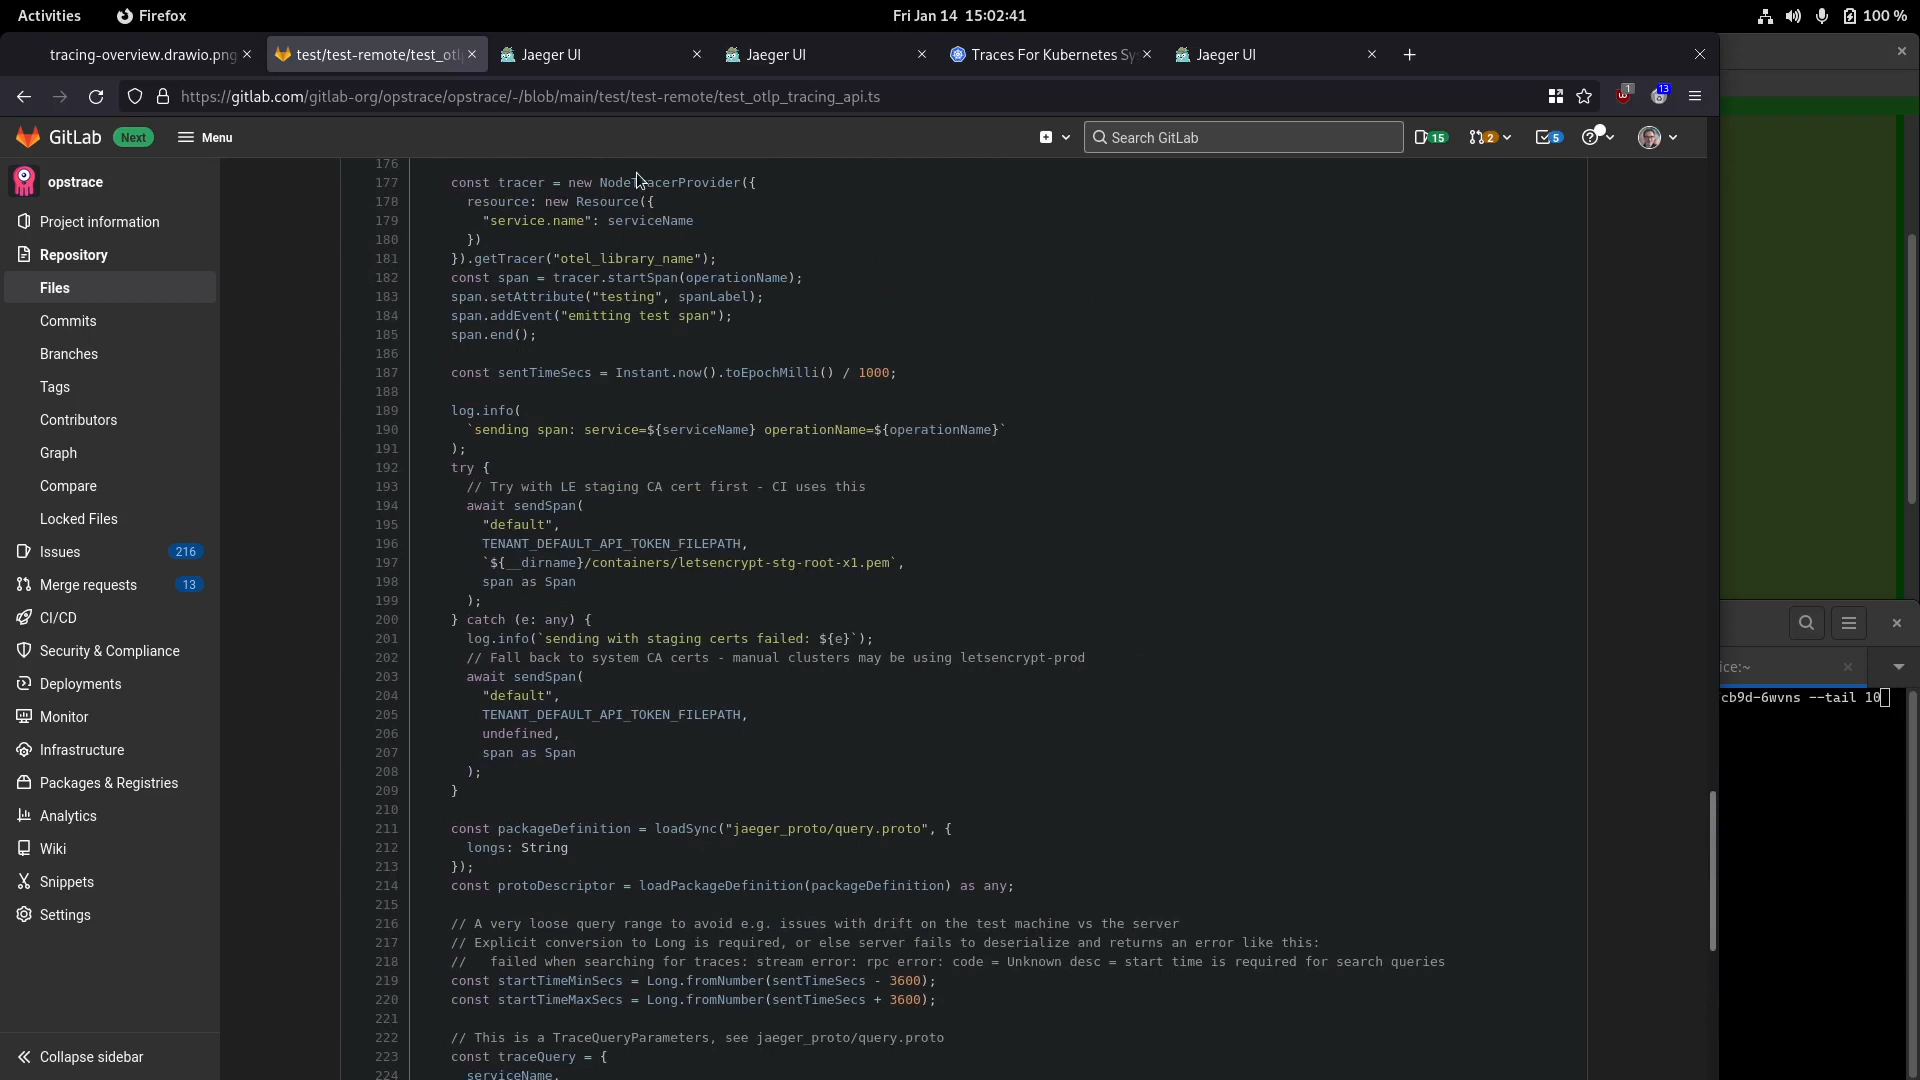 Activities
Firefox
Fri Jan 14 15:02:41
100 %
tracing-overview.drawio.png
test/test-remote/test_otl
Jaeger UI
Jaeger UI
Traces For Kubernetes Sy
Jaeger UI
1
13
https://gitlab.com/gitlab-org/opstrace/opstrace/-/blob/main/test/test-remote/test_otlp_tracing_api.ts
GitLab
Next
Menu
Search GitLab
15
2
5
opstrace
Project information
Repository
Files
Commits
Branches
Tags
Contributors
Graph
Compare
Locked Files
Issues 216
Merge requests 13
CI/CD
Security & Compliance
Deployments
Monitor
Infrastructure
Packages & Registries
Analytics
Wiki
Snippets
Settings
Collapse sidebar
176
177 const tracer = new NodeTracerProvider({
178 resource: new Resource({
179 "service.name": serviceName
180 })
181 }).getTracer("otel_library_name");
182 const span = tracer.startSpan(operationName);
183 span.setAttribute("testing", spanLabel);
184 span.addEvent("emitting test span");
185 span.end();
186
187 const sentTimeSecs = Instant.now().toEpochMilli() / 1000;
188
189 log.info(
190 `sending span: service=${serviceName} operationName=${operationName}`
191 );
192 try {
193 // Try with LE staging CA cert first - CI uses this
194 await sendSpan(
195 "default",
196 TENANT_DEFAULT_API_TOKEN_FILEPATH,
197 `${__dirname}/containers/letsencrypt-stg-root-x1.pem`,
198 span as Span
199 );
200 } catch (e: any) {
201 log.info(`sending with staging certs failed: ${e}`);
202 // Fall back to system CA certs - manual clusters may be using letsencrypt-prod
203 await sendSpan(
204 "default",
205 TENANT_DEFAULT_API_TOKEN_FILEPATH,
206 undefined,
207 span as Span
208 );
209 }
210
211 const packageDefinition = loadSync("jaeger_proto/query.proto", {
212 longs: String
213 });
214 const protoDescriptor = loadPackageDefinition(packageDefinition) as any;
215
216 // A very loose query range to avoid e.g. issues with drift on the test machine vs the server
217 // Explicit conversion to Long is required, or else server fails to deserialize and returns an error like this:
218 // failed when searching for traces: stream error: rpc error: code = Unknown desc = start time is required for search queries
219 const startTimeMinSecs = Long.fromNumber(sentTimeSecs - 3600);
220 const startTimeMaxSecs = Long.fromNumber(sentTimeSecs + 3600);
221
222 // This is a TraceQueryParameters, see jaeger_proto/query.proto
223 const traceQuery = {
224 serviceName,
ice:~
cb9d-6wvns --tail 10